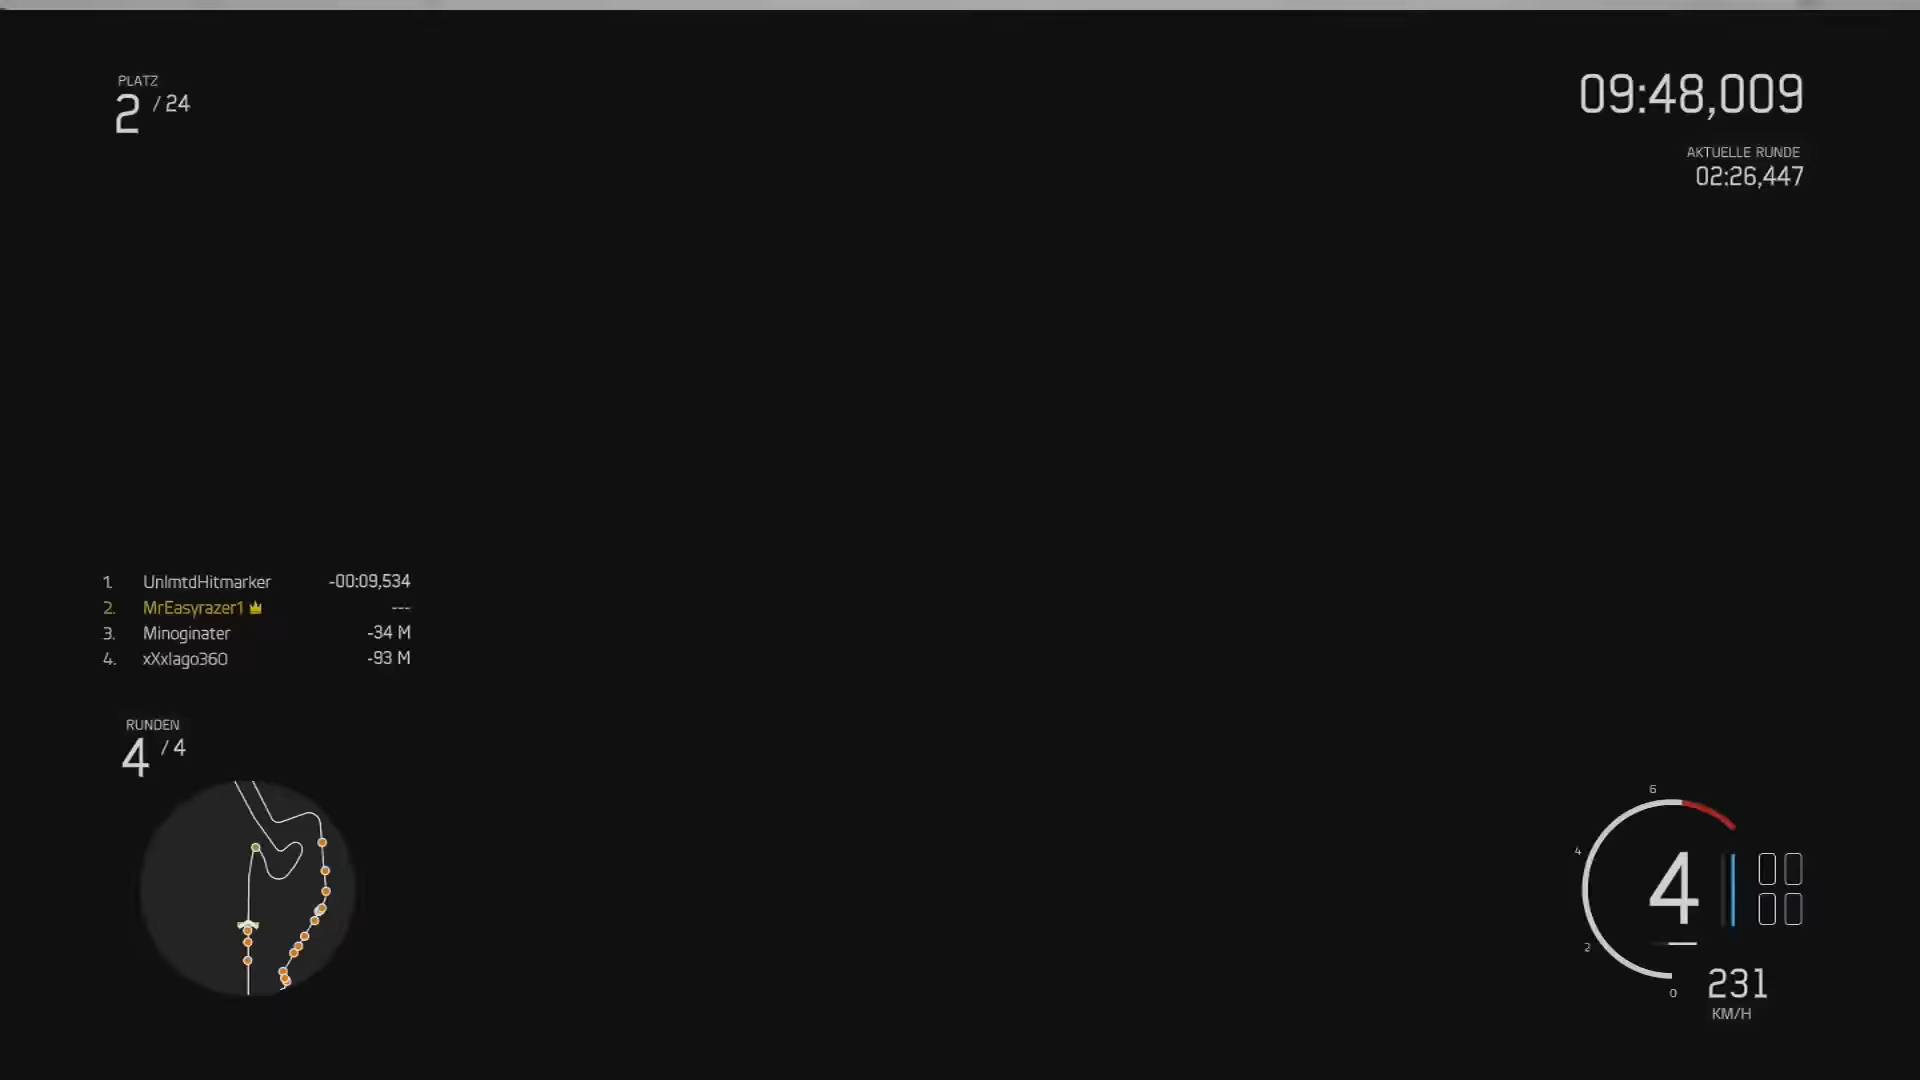 PLATZ
2 / 24
09:48,009
AKTUELLE RUNDE
02:26,447
1. UnlmtdHitmarker -00:09,534
2. MrEasyrazer1 ---
3. Minoginater -34 M
4. xXxlago360 -93 M
RUNDEN
4 / 4
6
4
4
2
0
231
KM/H